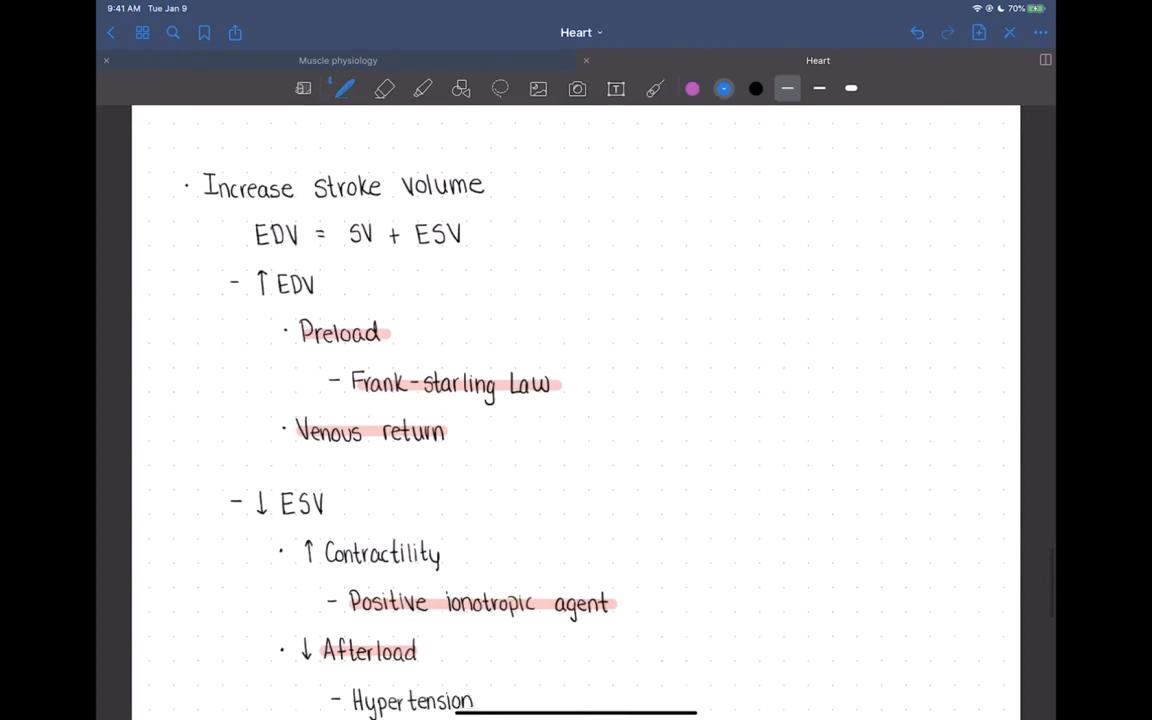 9:41 AM Tue Jan 9 70%
Heart
Muscle physiology Heart
T
· Increase stroke volume
EDV = SV + ESV
- ↑ EDV
· Preload
- Frank-starling Law
· Venous return
- ↓ ESV
· ↑ Contractility
- Positive ionotropic agent
· ↓ Afterload
- Hypertension